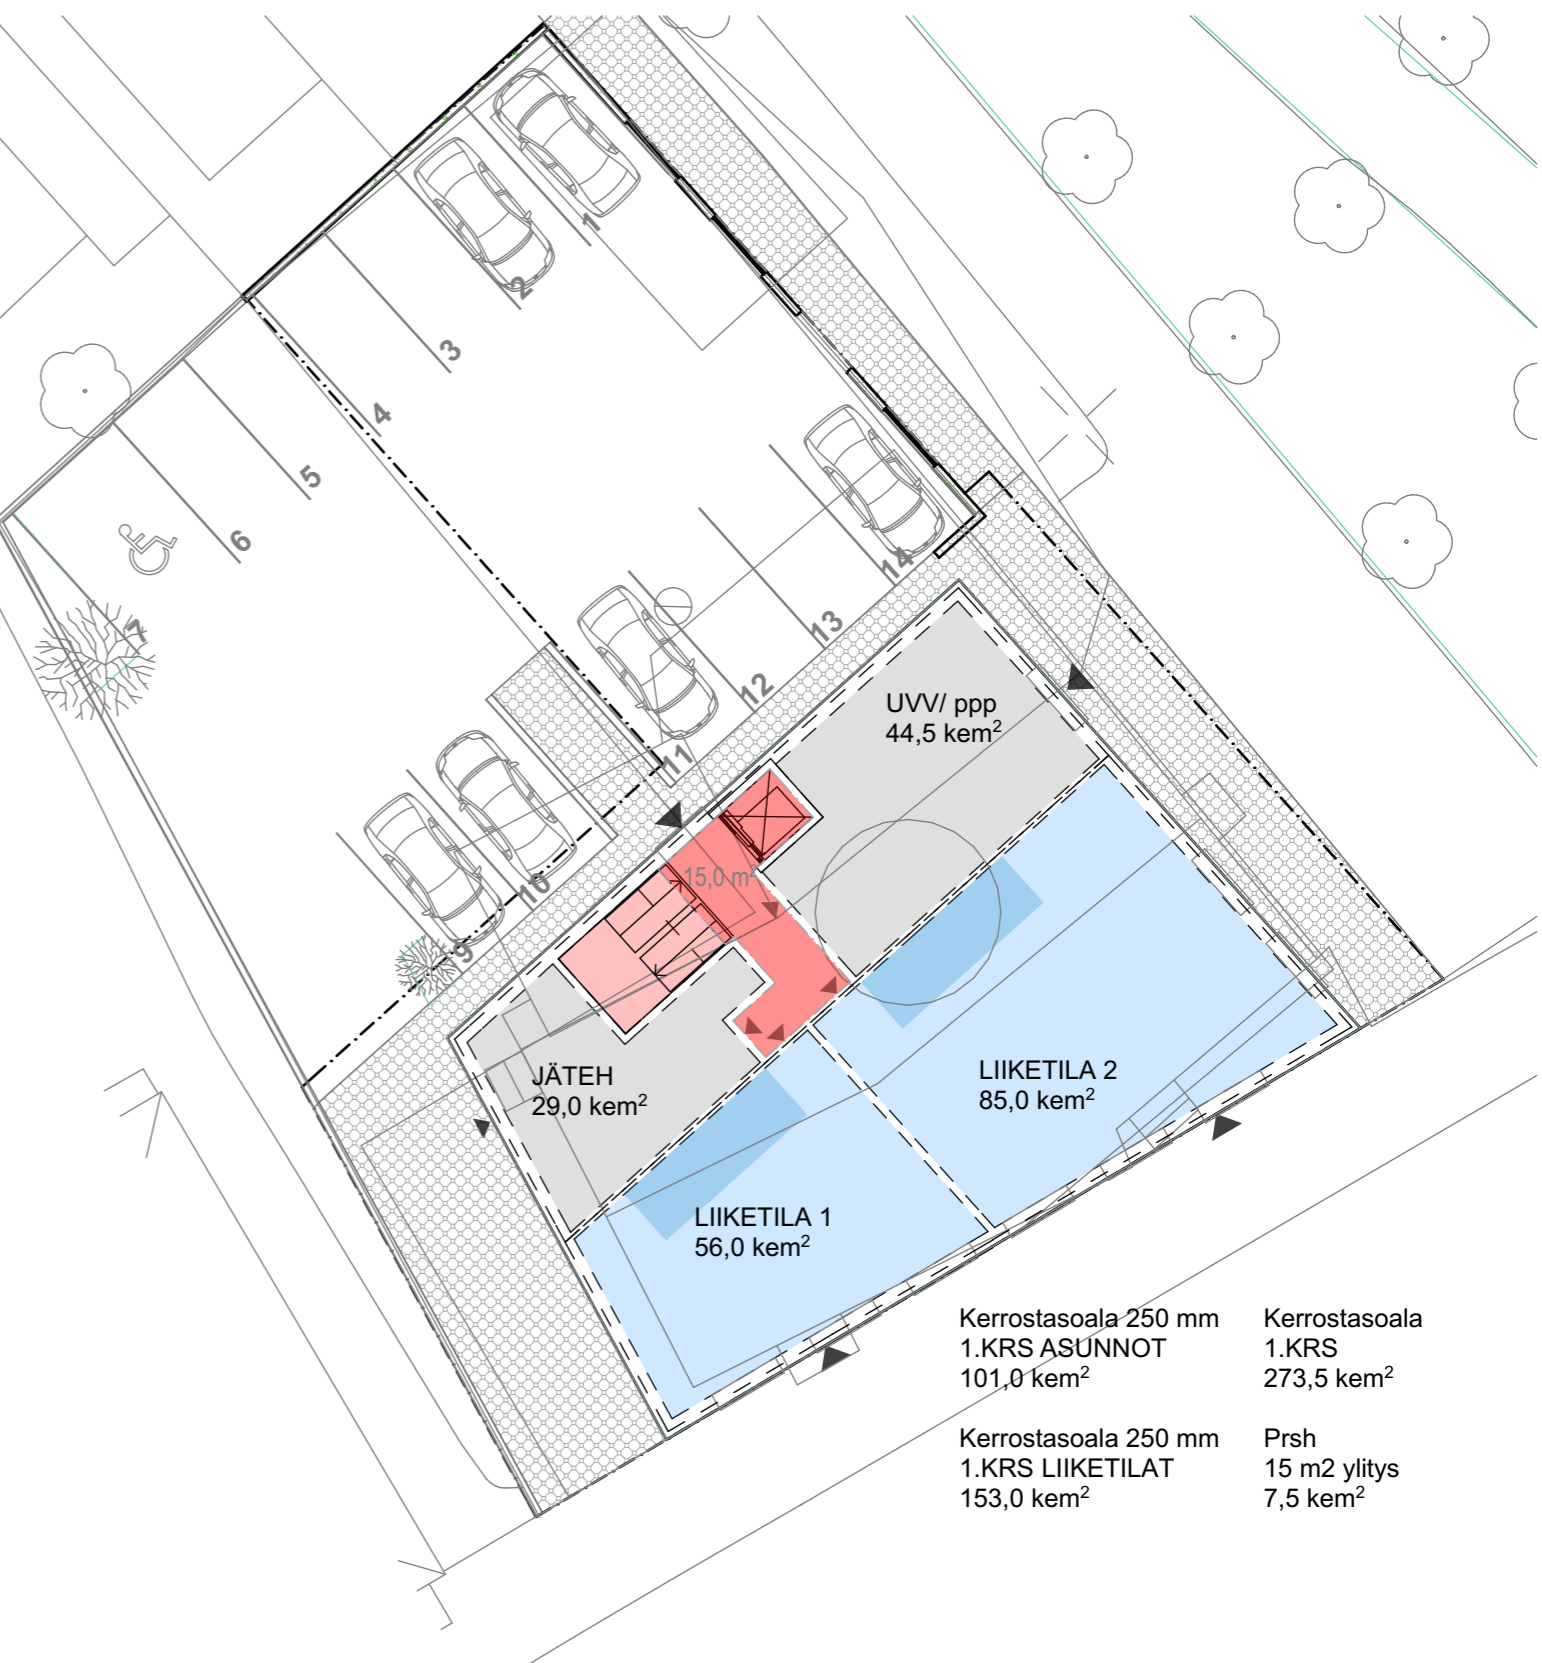 1
2
3
4
5
6
7
14
13
12
11
10
9
UVV/ ppp
44,5 kem²
15,0 m²
JÄTEH
29,0 kem²
LIIKETILA 2
85,0 kem²
LIIKETILA 1
56,0 kem²
Kerrostasoala 250 mm
1.KRS ASUNNOT
101,0 kem²
Kerrostasoala
1.KRS
273,5 kem²
Kerrostasoala 250 mm
1.KRS LIIKETILAT
153,0 kem²
Prsh
15 m2 ylitys
7,5 kem²